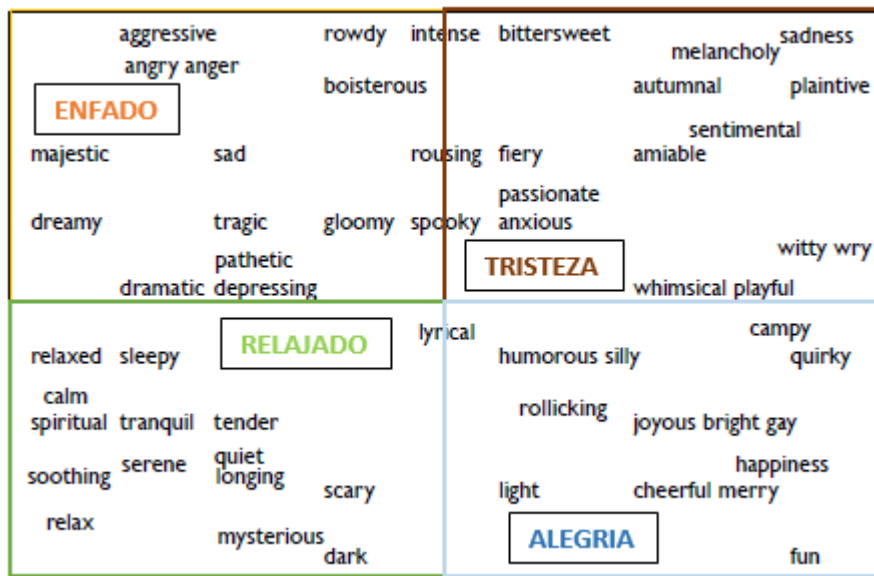 aggressive rowdy intense bittersweet sadness
melancholy
angry anger
boisterous autumnal plaintive
ENFADO
sentimental
majestic sad rousing fiery amiable
passionate
dreamy tragic gloomy spooky anxious
witty wry
pathetic
TRISTEZA
dramatic depressing whimsical playful
lyrical campy
RELAJADO
relaxed sleepy humorous silly quirky
calm
rollicking
spiritual tranquil tender joyous bright gay
quiet
serene happiness
soothing longing
scary light cheerful merry
relax
mysterious
ALEGRIA
dark fun